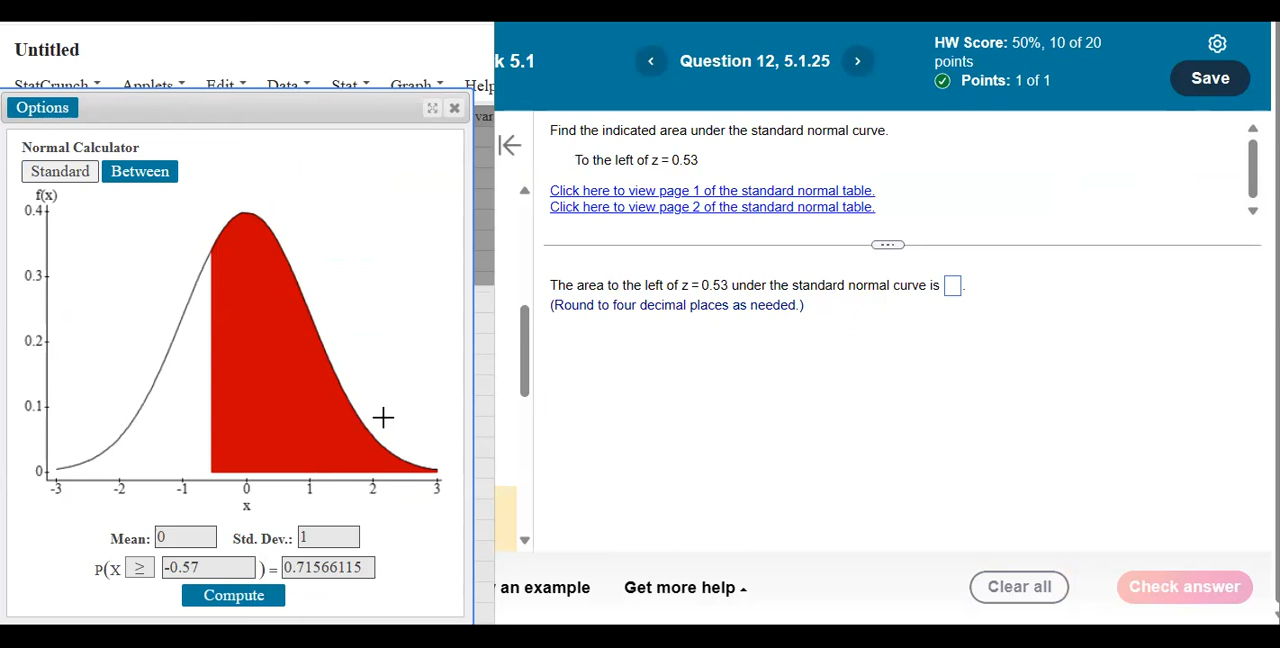 Untitled
StatCrunch Applets Edit Data Stat Graph Help
Options
var
Normal Calculator
Standard Between
f(x)
0.4
0.3
0.2
0.1
0
-3 -2 -1 0 1 2 3
x
Mean: 0 Std. Dev.: 1
P(X ≥ -0.57 ) = 0.71566115
Compute
k 5.1
< Question 12, 5.1.25 >
HW Score: 50%, 10 of 20
points
Points: 1 of 1
Save
Find the indicated area under the standard normal curve.
To the left of z = 0.53
Click here to view page 1 of the standard normal table.
Click here to view page 2 of the standard normal table.
The area to the left of z = 0.53 under the standard normal curve is .
(Round to four decimal places as needed.)
an example Get more help
Clear all
Check answer